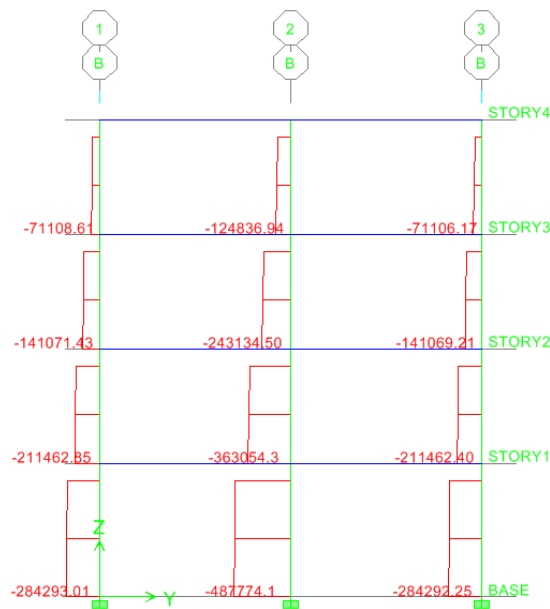 1 2 3
B B B
STORY4
-71108.61 -124836.94 -71106.17 STORY3
-141071.43 -243134.50 -141069.21 STORY2
-211462.85 -363054.3 -211462.40 STORY1
Z
-284293.01 Y -487774.1 -284292.25 BASE